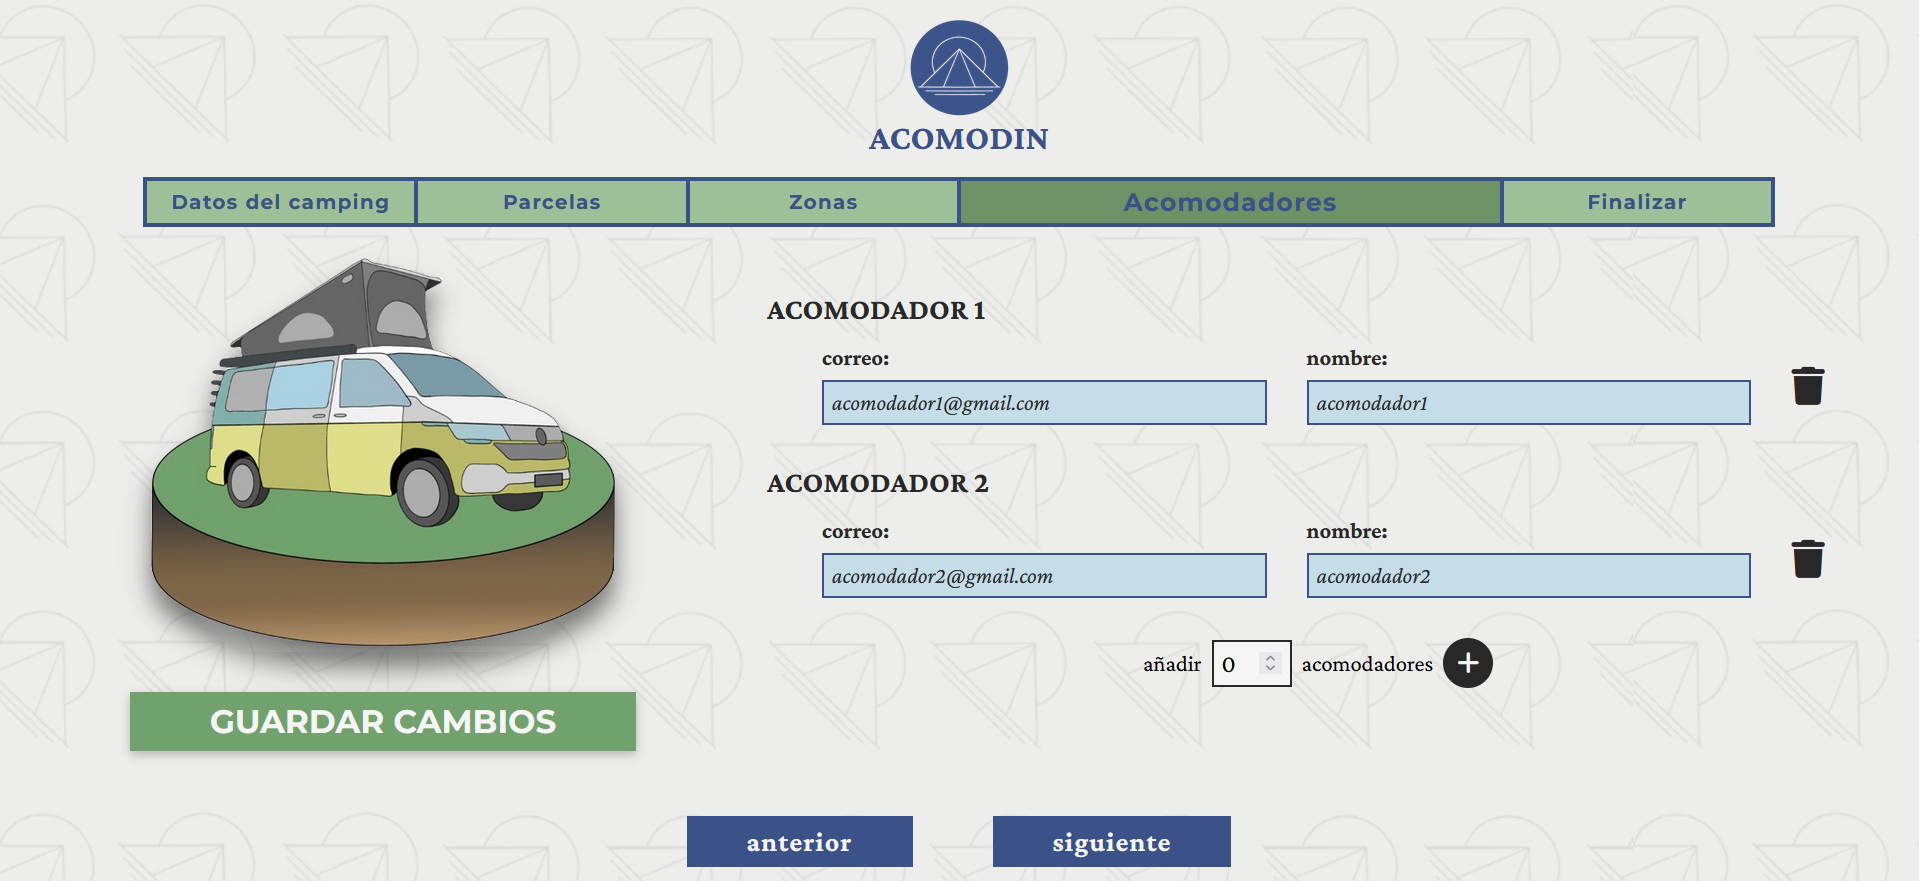 ACOMODIN
Datos del camping Parcelas Zonas Acomodadores Finalizar
ACOMODADOR 1
correo: nombre:
acomodador1@gmail.com acomodador1
ACOMODADOR 2
correo: nombre:
acomodador2@gmail.com acomodador2
añadir 0 acomodadores +
GUARDAR CAMBIOS
anterior siguiente